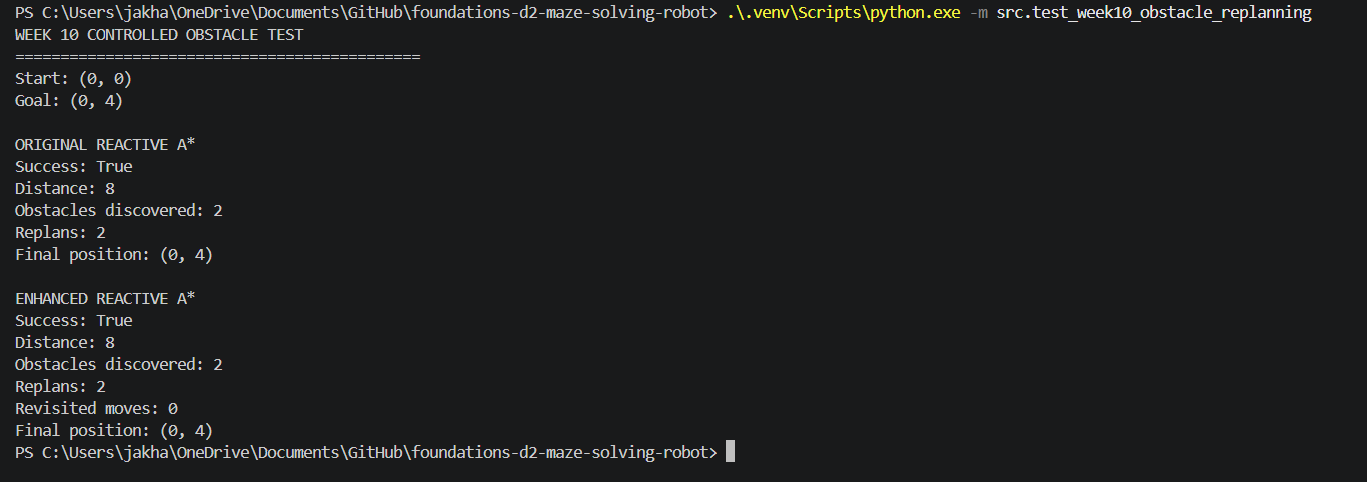 PS C:\Users\jakha\OneDrive\Documents\GitHub\foundations-d2-maze-solving-robot> .\.venv\Scripts\python.exe -m src.test_week10_obstacle_replanning
WEEK 10 CONTROLLED OBSTACLE TEST
=============================================
Start: (0, 0)
Goal: (0, 4)

ORIGINAL REACTIVE A*
Success: True
Distance: 8
Obstacles discovered: 2
Replans: 2
Final position: (0, 4)

ENHANCED REACTIVE A*
Success: True
Distance: 8
Obstacles discovered: 2
Replans: 2
Revisited moves: 0
Final position: (0, 4)
PS C:\Users\jakha\OneDrive\Documents\GitHub\foundations-d2-maze-solving-robot>